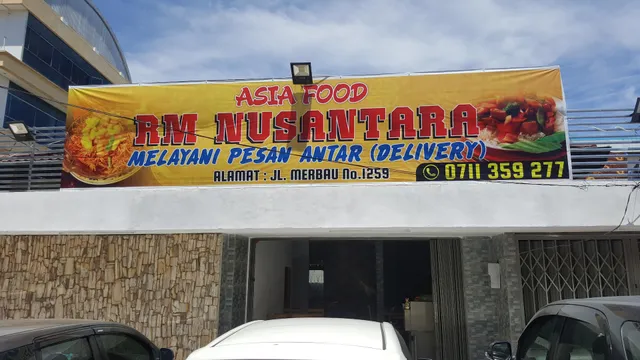 ASIA FOOD
RM NUSANTARA
MELAYANI PESAN ANTAR (DELIVERY)
ALAMAT : JL. MERBAU No.1259
0711 359 277